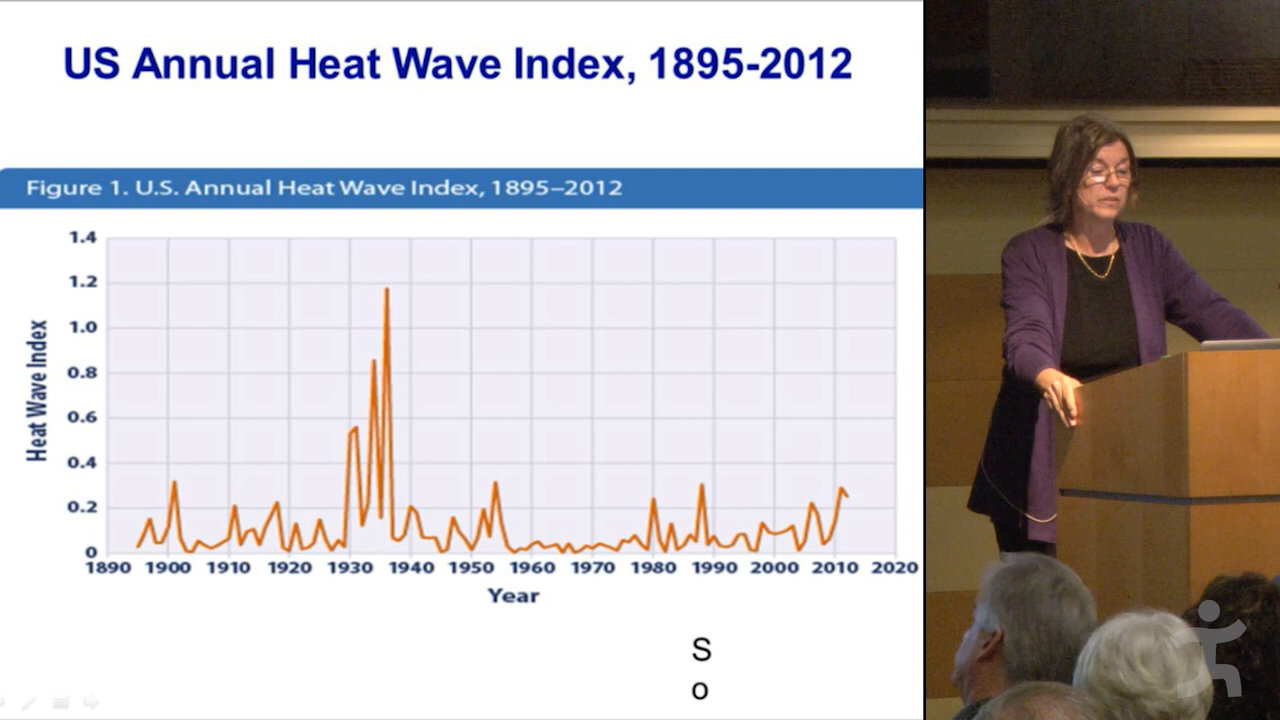 US Annual Heat Wave Index, 1895-2012
Figure 1. U.S. Annual Heat Wave Index, 1895–2012
1.4
1.2
1.0
0.8
0.6
0.4
0.2
0
Heat Wave Index
1890 1900 1910 1920 1930 1940 1950 1960 1970 1980 1990 2000 2010 2020
Year
S
o